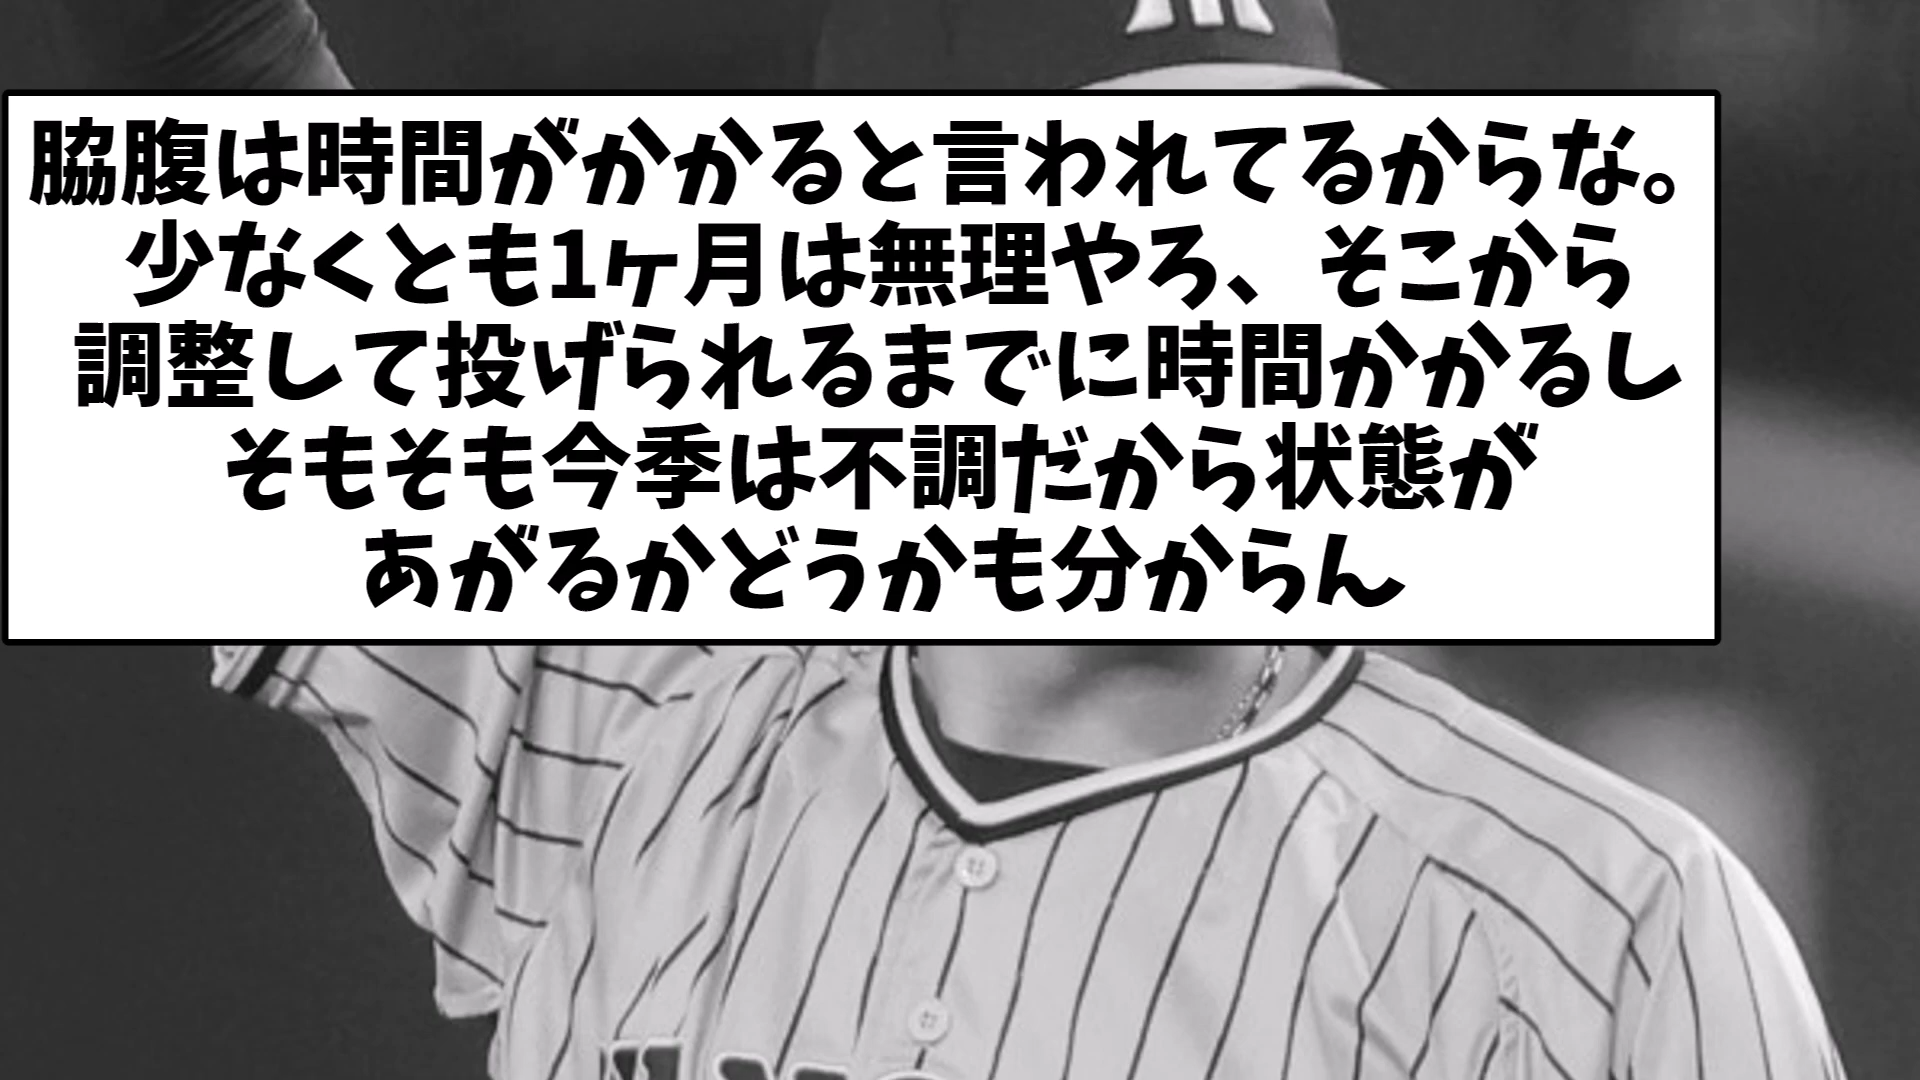 脇腹は時間がかかると言われてるからな。
少なくとも1ヶ月は無理やろ、そこから
調整して投げられるまでに時間かかるし
そもそも今季は不調だから状態が
あがるかどうかも分からん